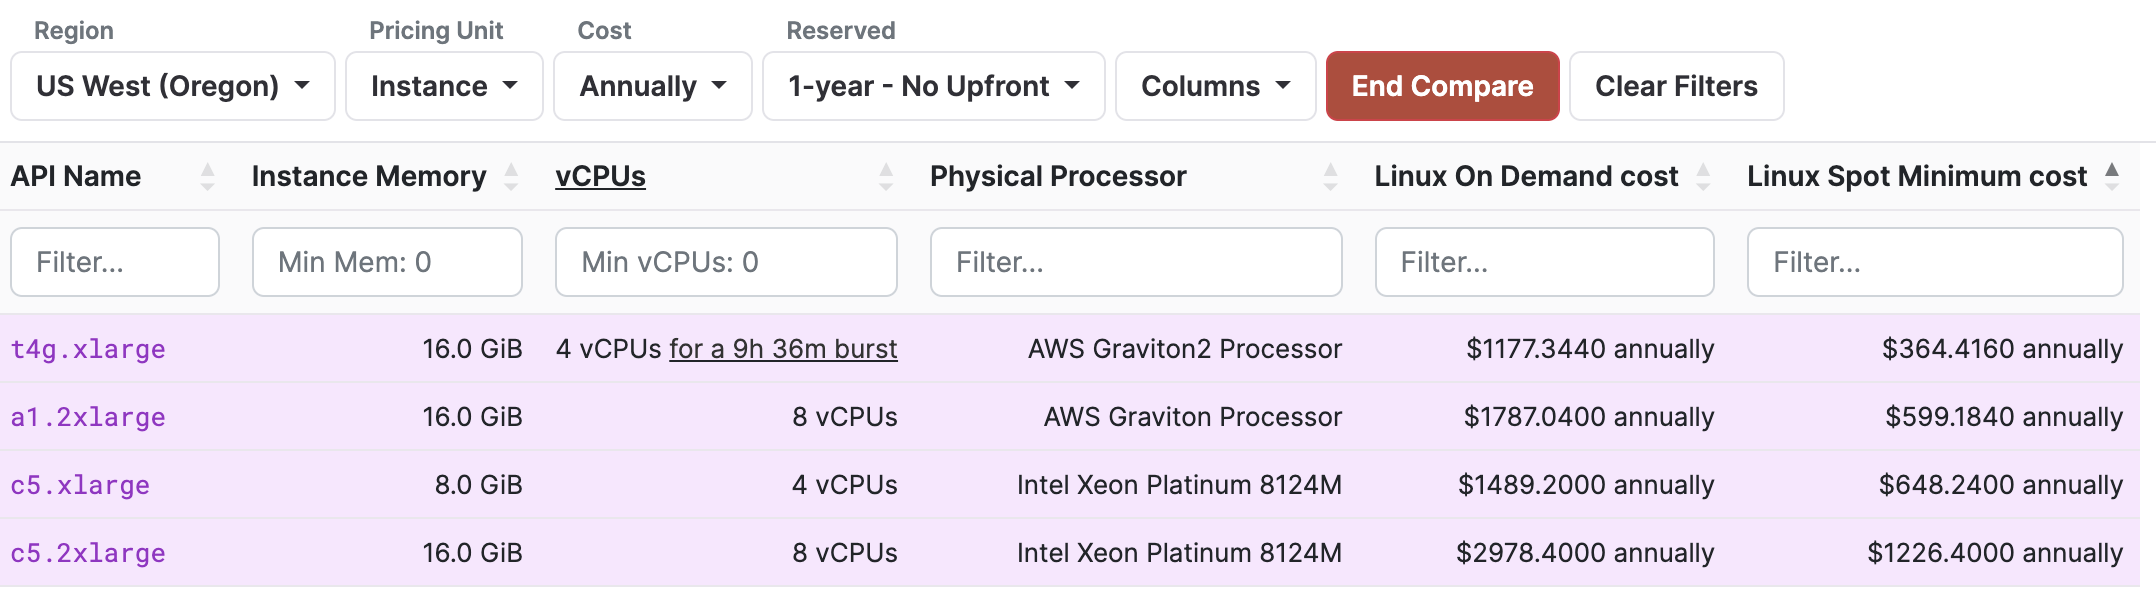 Region Pricing Unit Cost Reserved
US West (Oregon) Instance Annually 1-year - No Upfront Columns End Compare Clear Filters
API Name Instance Memory vCPUs Physical Processor Linux On Demand cost Linux Spot Minimum cost
Filter... Min Mem: 0 Min vCPUs: 0 Filter... Filter... Filter...
t4g.xlarge 16.0 GiB 4 vCPUs for a 9h 36m burst AWS Graviton2 Processor $1177.3440 annually $364.4160 annually
a1.2xlarge 16.0 GiB 8 vCPUs AWS Graviton Processor $1787.0400 annually $599.1840 annually
c5.xlarge 8.0 GiB 4 vCPUs Intel Xeon Platinum 8124M $1489.2000 annually $648.2400 annually
c5.2xlarge 16.0 GiB 8 vCPUs Intel Xeon Platinum 8124M $2978.4000 annually $1226.4000 annually